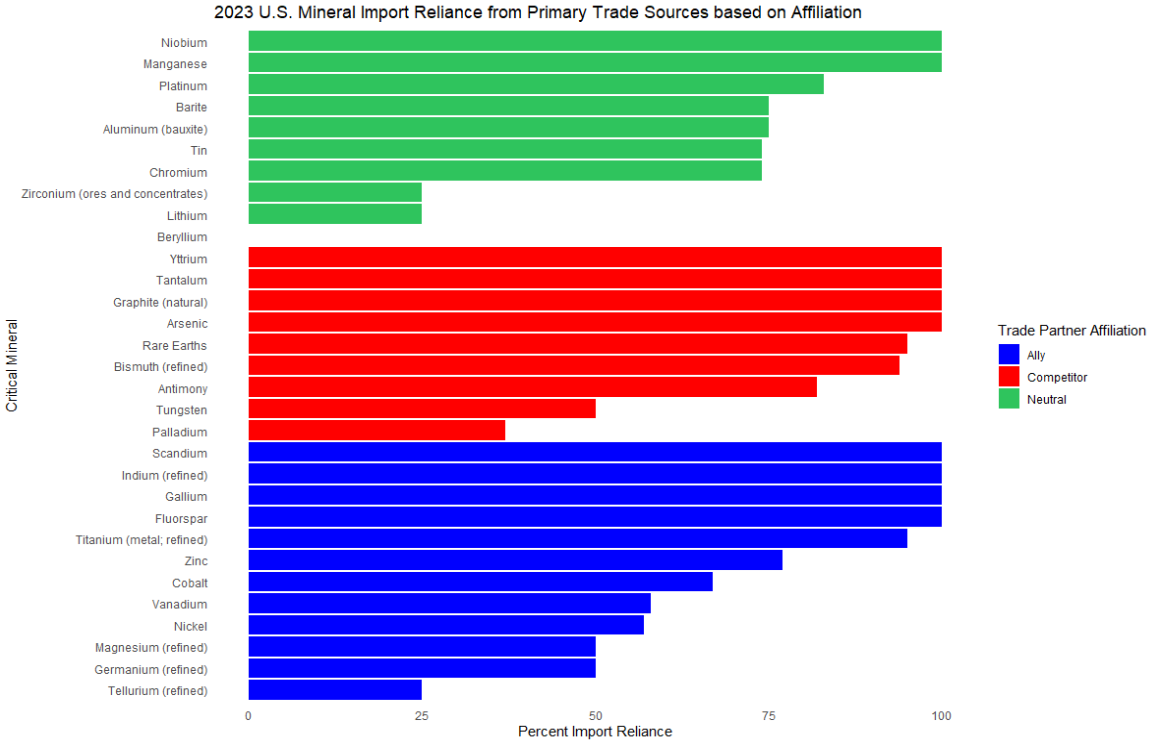 2023 U.S. Mineral Import Reliance from Primary Trade Sources based on Affiliation
Critical Mineral
Niobium
Manganese
Platinum
Barite
Aluminum (bauxite)
Tin
Chromium
Zirconium (ores and concentrates)
Lithium
Beryllium
Yttrium
Tantalum
Graphite (natural)
Arsenic
Rare Earths
Bismuth (refined)
Antimony
Tungsten
Palladium
Scandium
Indium (refined)
Gallium
Fluorspar
Titanium (metal; refined)
Zinc
Cobalt
Vanadium
Nickel
Magnesium (refined)
Germanium (refined)
Tellurium (refined)
0 25 50 75 100
Percent Import Reliance
Trade Partner Affiliation
Ally
Competitor
Neutral